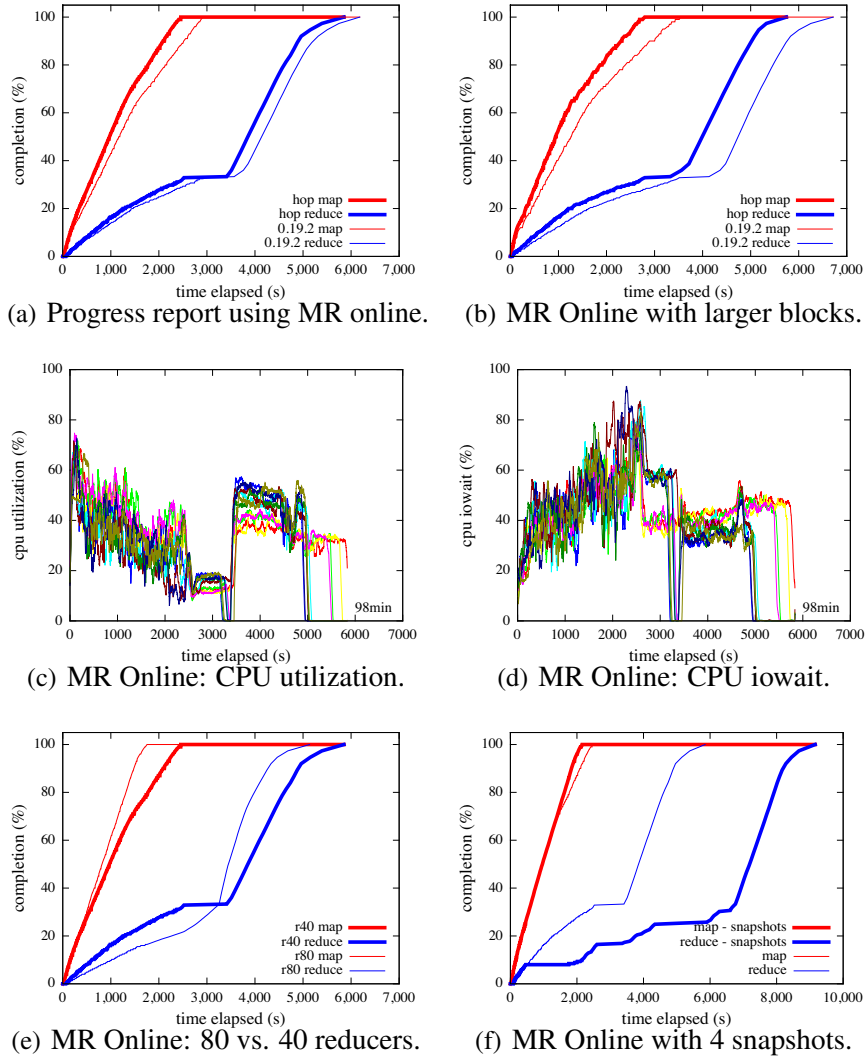 100
80
60
40
20
0
completion (%)
hop map
hop reduce
0.19.2 map
0.19.2 reduce
0 1,000 2,000 3,000 4,000 5,000 6,000 7,000
time elapsed (s)
(a) Progress report using MR online.
100
80
60
40
20
0
completion (%)
hop map
hop reduce
0.19.2 map
0.19.2 reduce
0 1,000 2,000 3,000 4,000 5,000 6,000 7,000
time elapsed (s)
(b) MR Online with larger blocks.
100
80
60
40
20
0
cpu utilization (%)
98min
0 1000 2000 3000 4000 5000 6000 7000
time elapsed (s)
(c) MR Online: CPU utilization.
100
80
60
40
20
0
cpu iowait (%)
98min
0 1000 2000 3000 4000 5000 6000 7000
time elapsed (s)
(d) MR Online: CPU iowait.
100
80
60
40
20
0
completion (%)
r40 map
r40 reduce
r80 map
r80 reduce
0 1,000 2,000 3,000 4,000 5,000 6,000 7,000
time elapsed (s)
(e) MR Online: 80 vs. 40 reducers.
100
80
60
40
20
0
completion (%)
map - snapshots
reduce - snapshots
map
reduce
0 2,000 4,000 6,000 8,000 10,000
time elapsed (s)
(f) MR Online with 4 snapshots.